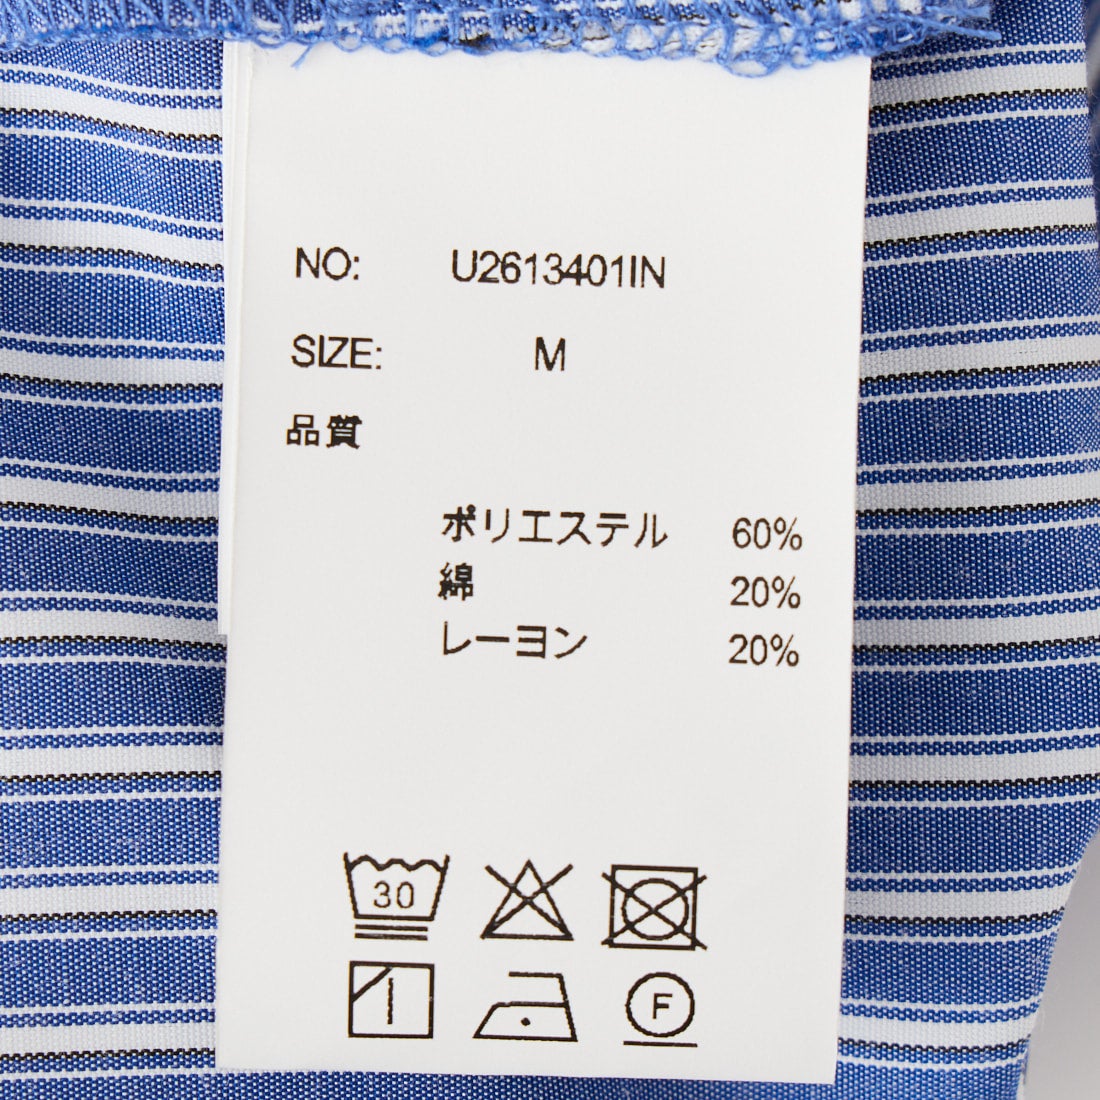 NO: U2613401IN
SIZE: M
品質
ポリエステル 60%
綿 20%
レーヨン 20%
30
F